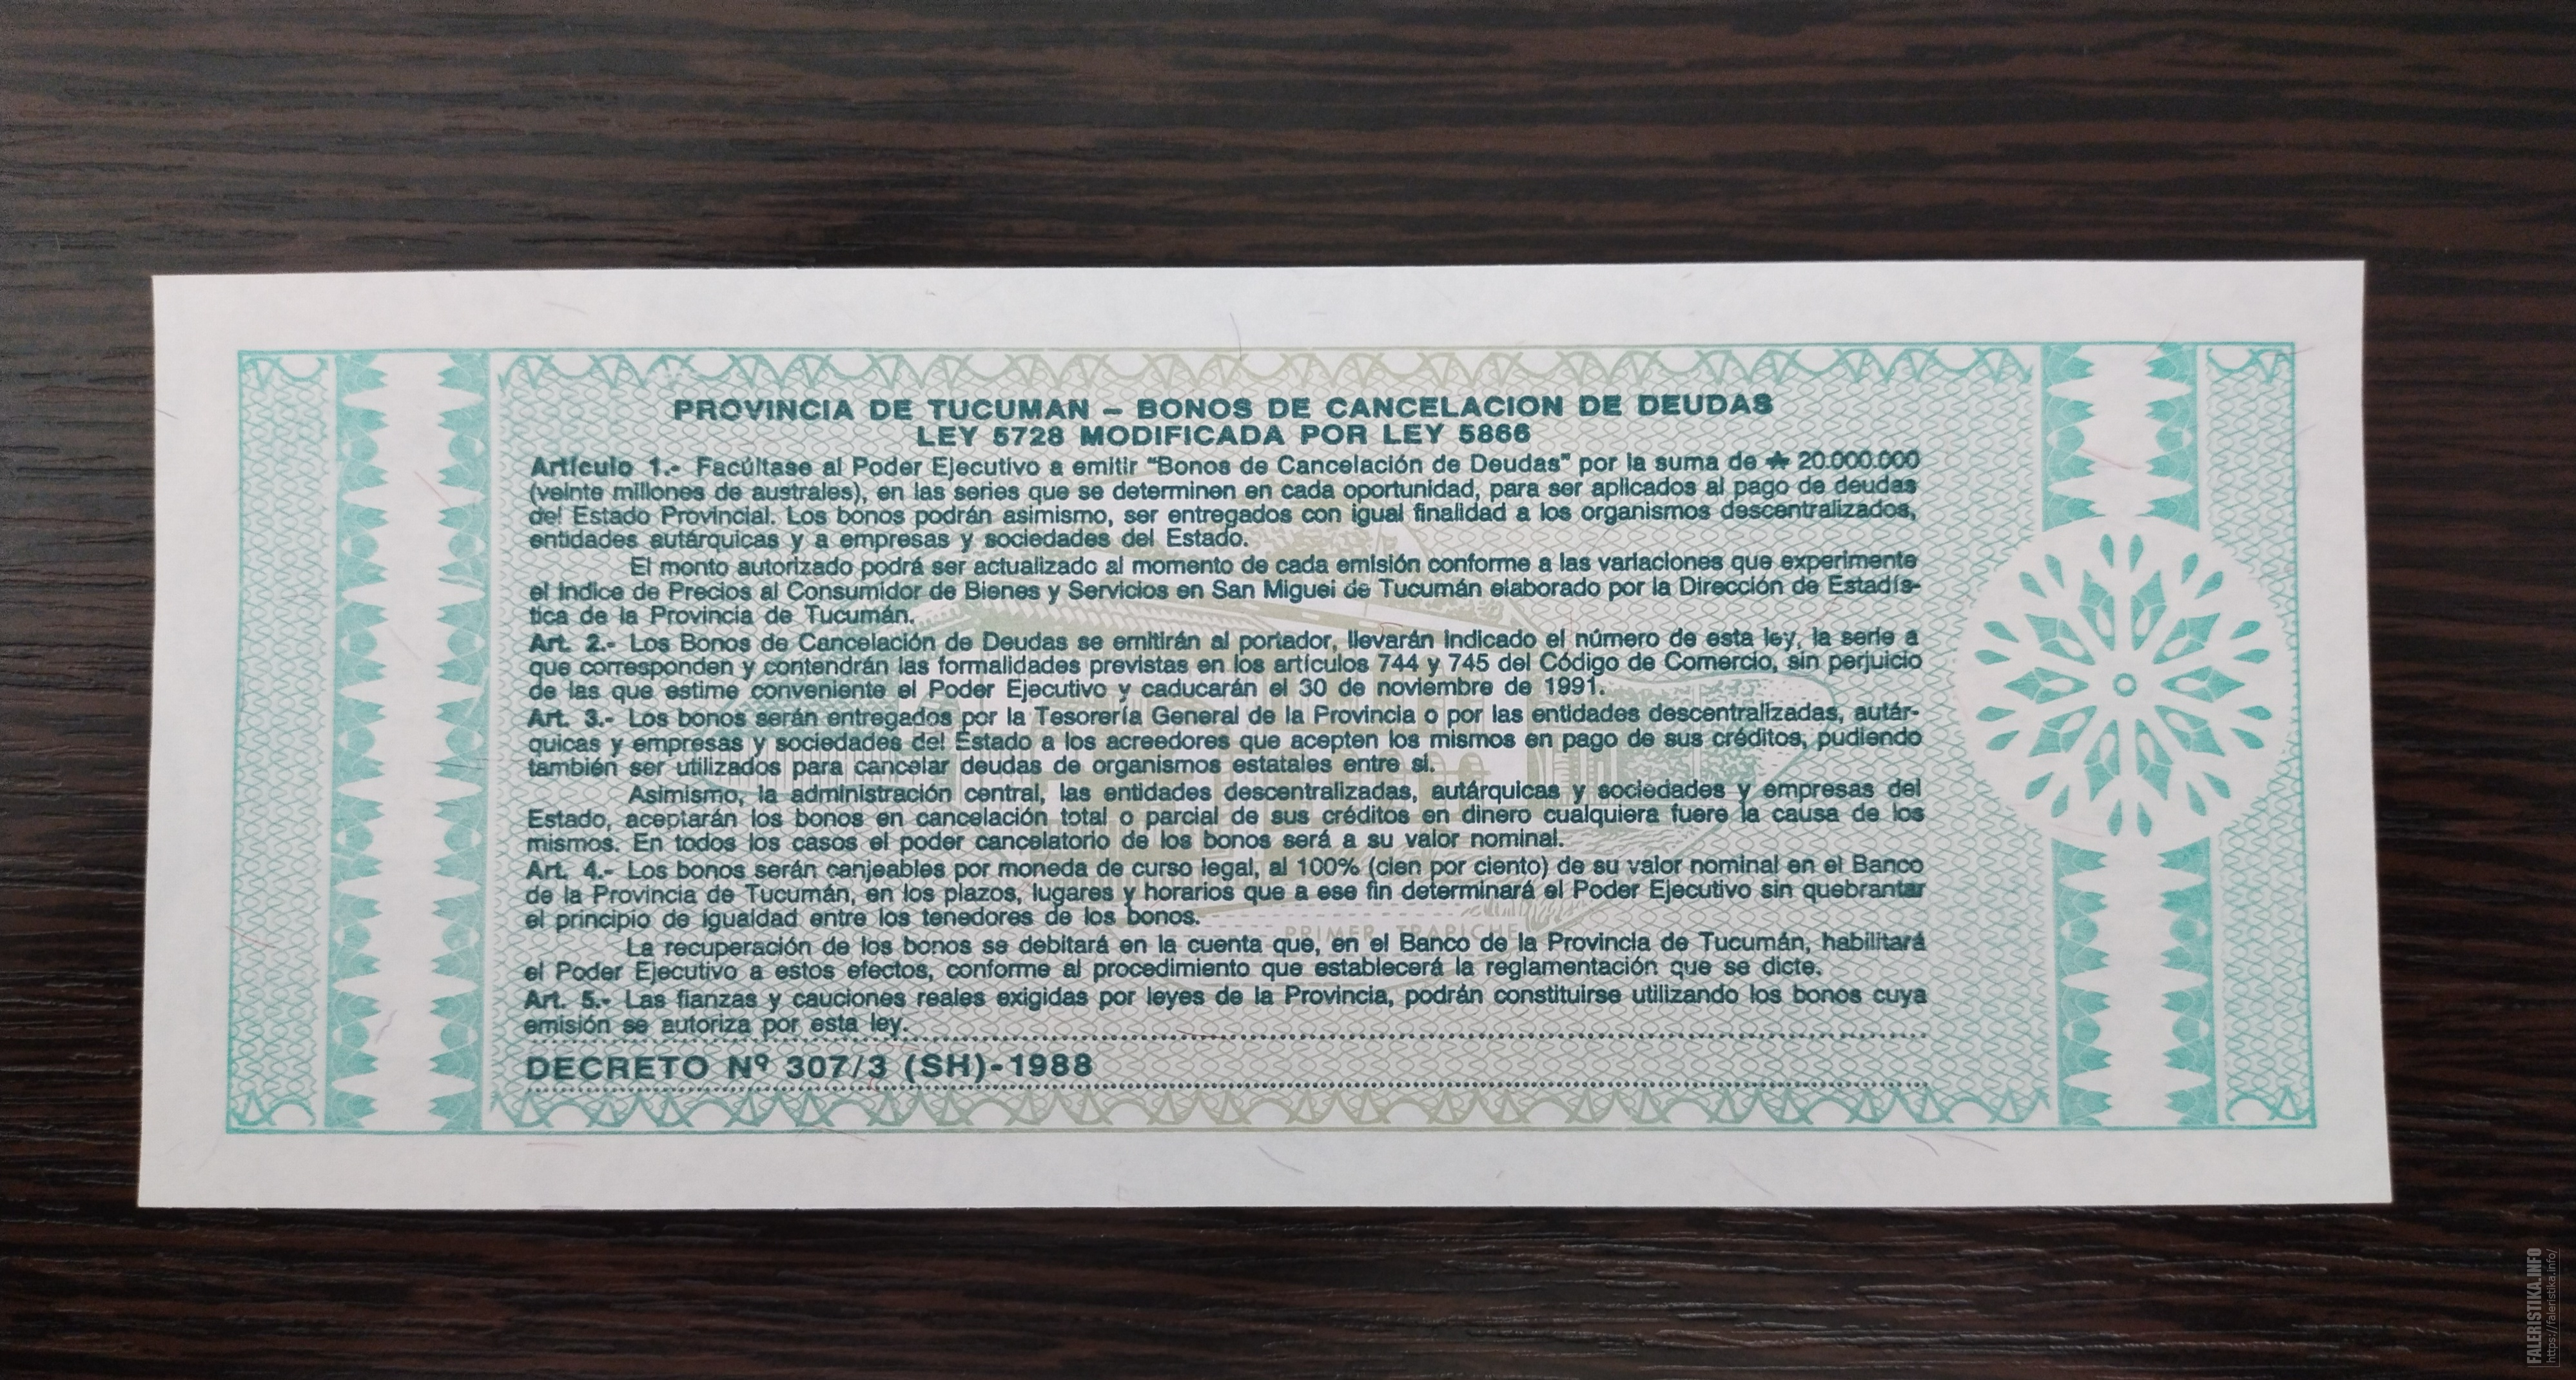 PROVINCIA DE TUCUMAN – BONOS DE CANCELACION DE DEUDAS
LEY 5728 MODIFICADA POR LEY 5866
Artículo 1.- Facúltase al Poder Ejecutivo a emitir “Bonos de Cancelación de Deudas” por la suma de ₳ 20.000.000
(veinte millones de australes), en las series que se determinen en cada oportunidad, para ser aplicados al pago de deudas
del Estado Provincial. Los bonos podrán asimismo, ser entregados con igual finalidad a los organismos descentralizados,
entidades autárquicas y a empresas y sociedades del Estado.
El monto autorizado podrá ser actualizado al momento de cada emisión conforme a las variaciones que experimente
el Indice de Precios al Consumidor de Bienes y Servicios en San Miguel de Tucumán elaborado por la Dirección de Estadís-
tica de la Provincia de Tucumán.
Art. 2.- Los Bonos de Cancelación de Deudas se emitirán al portador, llevarán indicado el número de esta ley, la serie a
que corresponden y contendrán las formalidades previstas en los artículos 744 y 745 del Código de Comercio, sin perjuicio
de las que estime conveniente el Poder Ejecutivo y caducarán el 30 de noviembre de 1991.
Art. 3.- Los bonos serán entregados por la Tesorería General de la Provincia o por las entidades descentralizadas, autár-
quicas y empresas y sociedades del Estado a los acreedores que acepten los mismos en pago de sus créditos, pudiendo
también ser utilizados para cancelar deudas de organismos estatales entre sí.
Asimismo, la administración central, las entidades descentralizadas, autárquicas y sociedades y empresas del
Estado, aceptarán los bonos en cancelación total o parcial de sus créditos en dinero cualquiera fuere la causa de los
mismos. En todos los casos el poder cancelatorio de los bonos será a su valor nominal.
Art. 4.- Los bonos serán canjeables por moneda de curso legal, al 100% (cien por ciento) de su valor nominal en el Banco
de la Provincia de Tucumán, en los plazos, lugares y horarios que a ese fin determinará el Poder Ejecutivo sin quebrantar
el principio de igualdad entre los tenedores de los bonos.
PRIMER TRAPICHE
La recuperación de los bonos se debitará en la cuenta que, en el Banco de la Provincia de Tucumán, habilitará
el Poder Ejecutivo a estos efectos, conforme al procedimiento que establecerá la reglamentación que se dicte.
Art. 5.- Las fianzas y cauciones reales exigidas por leyes de la Provincia, podrán constituirse utilizando los bonos cuya
emisión se autoriza por esta ley.
DECRETO Nº 307/3 (SH)-1988
FALERISTIKA.INFO
https://faleristika.info/